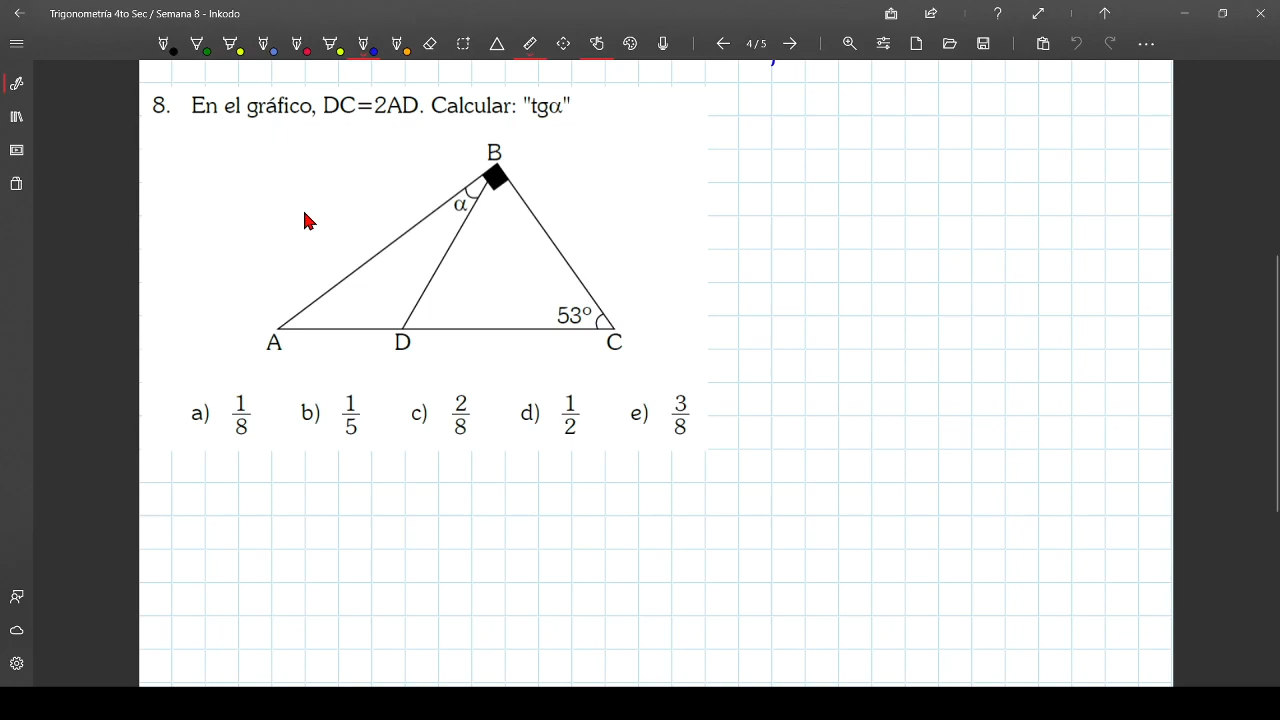 Trigonometría 4to Sec / Semana 8 - Inkodo
4/5
8. En el gráfico, DC=2AD. Calcular: "tgα"
B
α
53º
A D C
a) 1/8 b) 1/5 c) 2/8 d) 1/2 e) 3/8